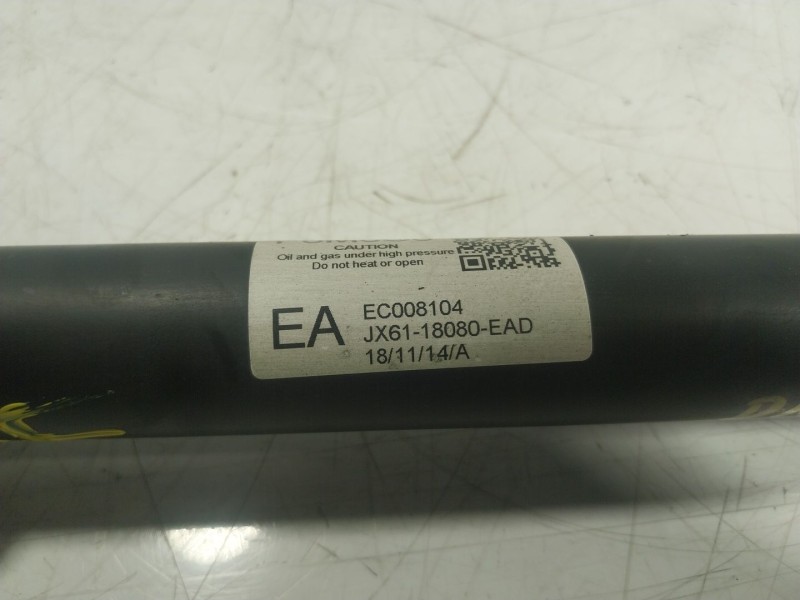 CAUTION
Oil and gas under high pressure
Do not heat or open
EA
EC008104
JX61-18080-EAD
18/11/14/A